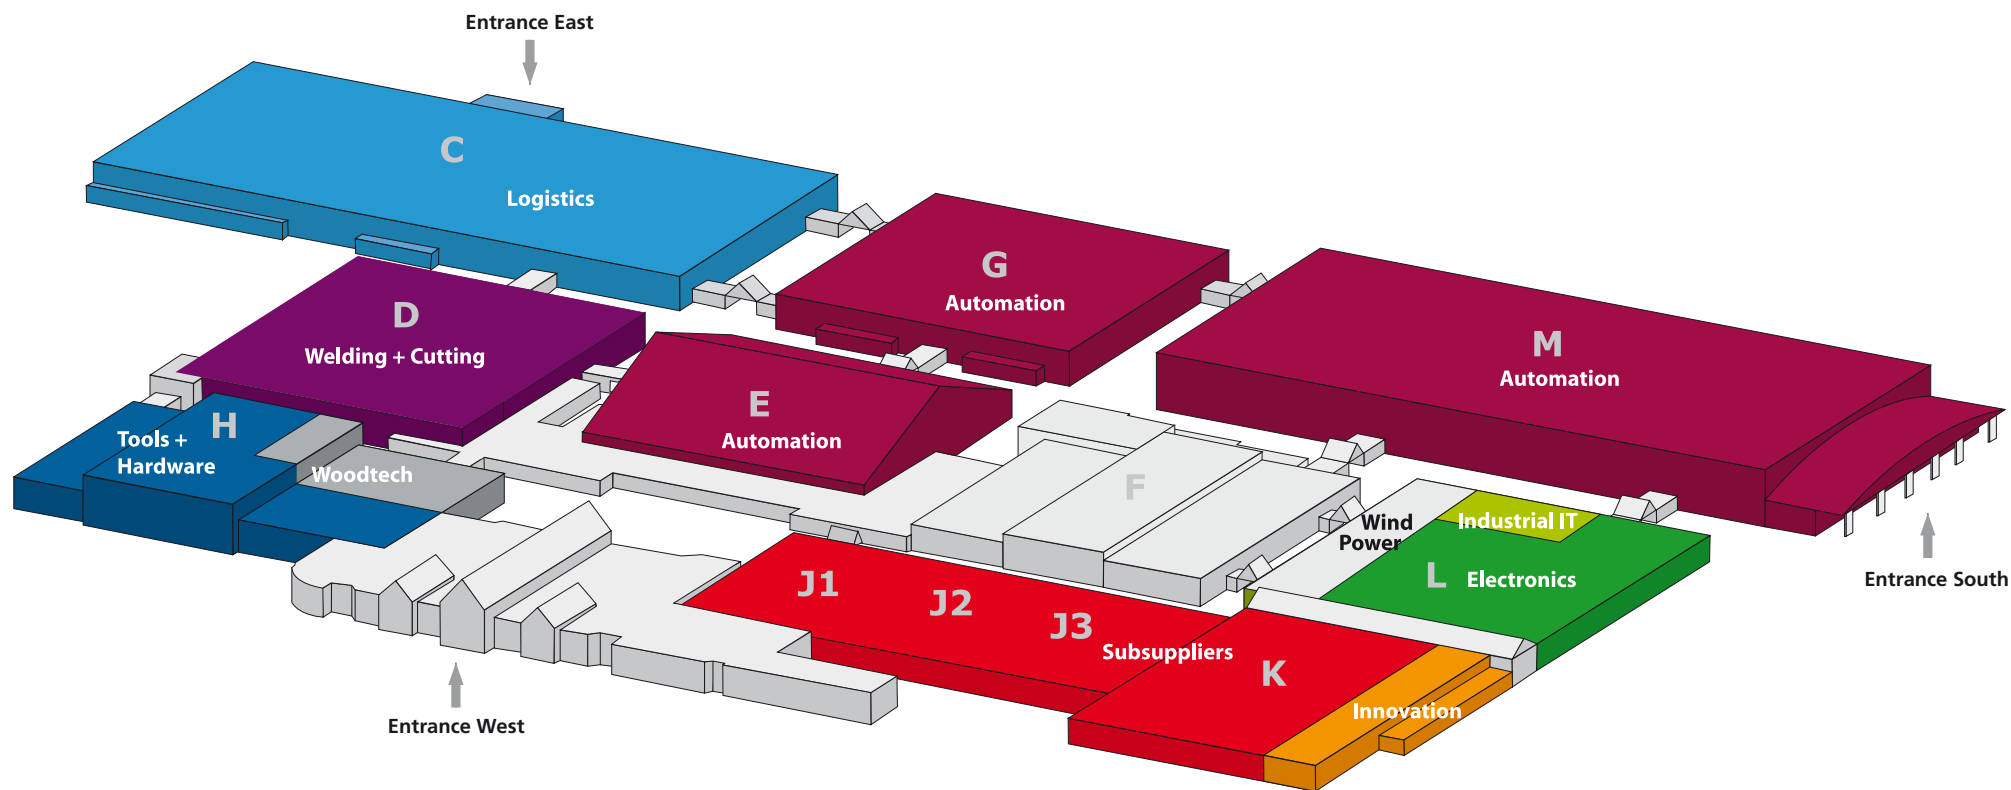 Entrance East
C
Logistics
G
Automation
D
Welding + Cutting
M
Automation
E
Automation
H
Tools +
Hardware
Woodtech
F
Wind
Power
Industrial IT
L
Electronics
Entrance South
J1
J2
J3
Subsuppliers
K
Innovation
Entrance West